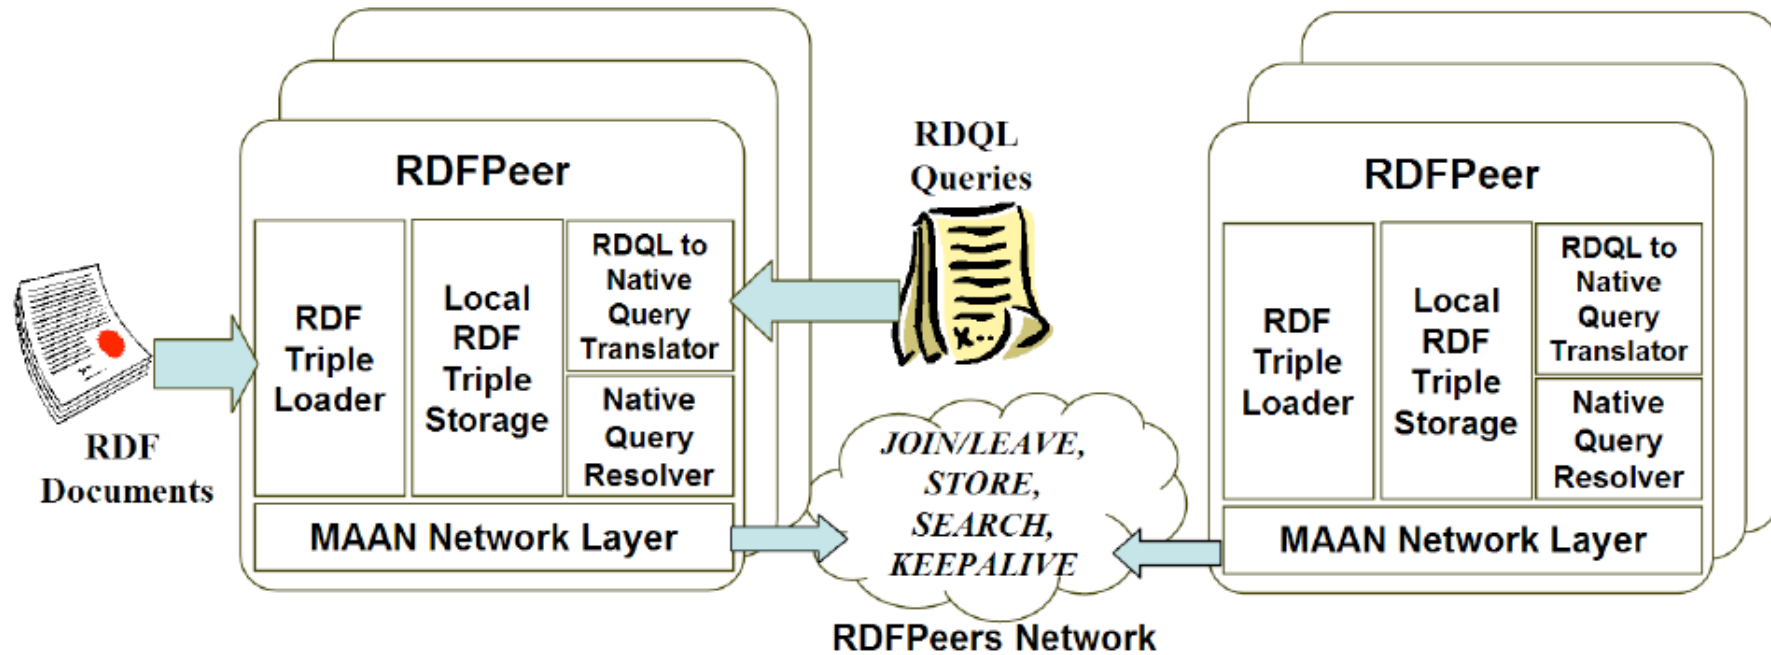 RDFPeer
RDF
Triple
Loader
Local
RDF
Triple
Storage
RDQL to
Native
Query
Translator
Native
Query
Resolver
MAAN Network Layer
RDF
Documents
RDQL
Queries
x..
JOIN/LEAVE,
STORE,
SEARCH,
KEEPALIVE
RDFPeers Network
RDFPeer
RDF
Triple
Loader
Local
RDF
Triple
Storage
RDQL to
Native
Query
Translator
Native
Query
Resolver
MAAN Network Layer